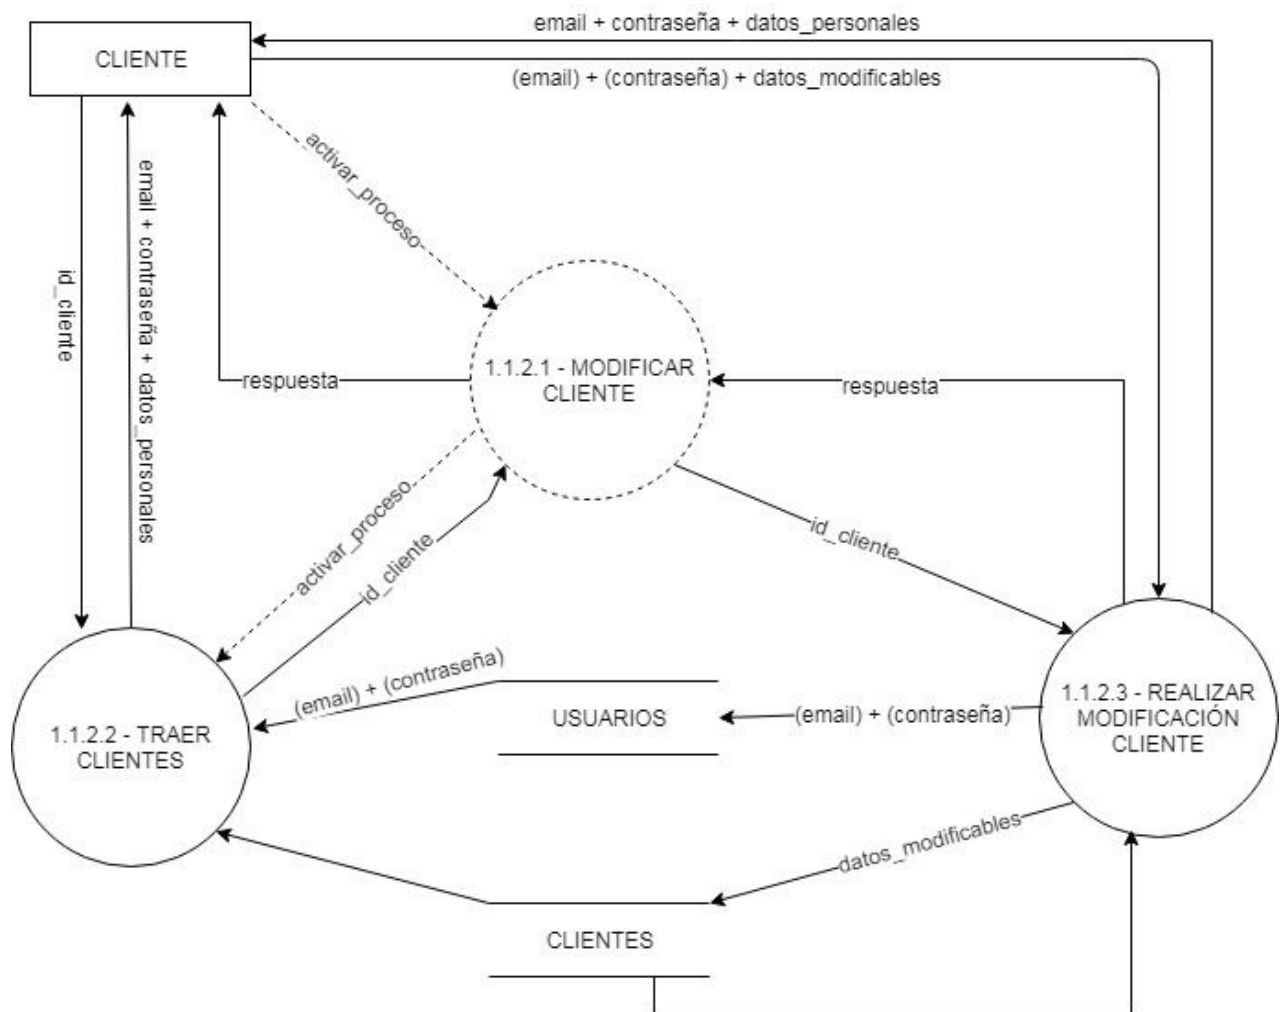 email + contraseña + datos_personales
CLIENTE
(email) + (contraseña) + datos_modificables
activar_proceso
email + contraseña + datos_personales
id_cliente
1.1.2.1 - MODIFICAR
CLIENTE
respuesta
respuesta
activar_proceso
id_cliente
id_cliente
(email) + (contraseña)
1.1.2.2 - TRAER
CLIENTES
USUARIOS
(email) + (contraseña)
1.1.2.3 - REALIZAR
MODIFICACIÓN
CLIENTE
datos_modificables
CLIENTES